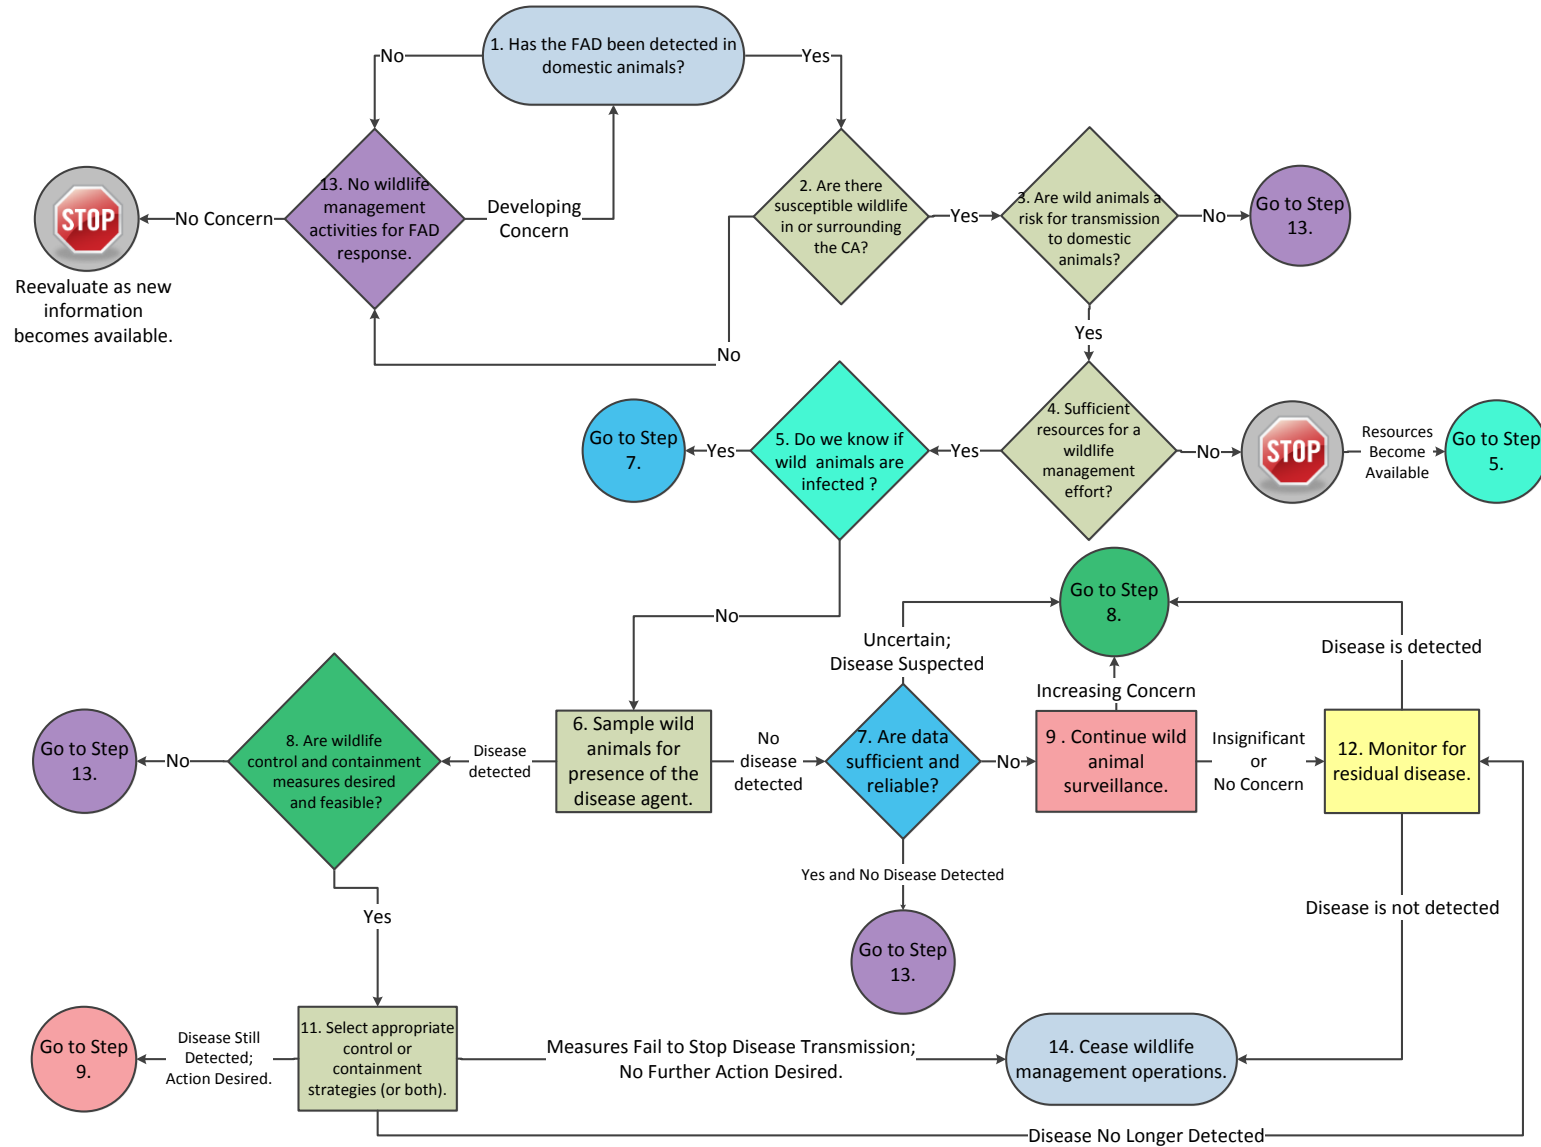 1. Has the FAD been detected in
domestic animals?
No
Yes
13. No wildlife
management
activities for FAD
response.
No Concern
STOP
Reevaluate as new
information
becomes available.
Developing
Concern
2. Are there
susceptible wildlife
in or surrounding
the CA?
Yes
No
3. Are wild animals a
risk for transmission
to domestic
animals?
No
Go to Step
13.
Yes
4. Sufficient
resources for a
wildlife
management
effort?
No
STOP
Resources
Become
Available
Go to Step
5.
Yes
5. Do we know if
wild animals are
infected ?
Yes
Go to Step
7.
No
6. Sample wild
animals for
presence of the
disease agent.
Disease
detected
No
disease
detected
7. Are data
sufficient and
reliable?
Uncertain;
Disease Suspected
Go to Step
8.
No
Yes and No Disease Detected
Go to Step
13.
9 . Continue wild
animal
surveillance.
Increasing Concern
Insignificant
or
No Concern
12. Monitor for
residual disease.
Disease is detected
Disease is not detected
8. Are wildlife
control and containment
measures desired
and feasible?
No
Go to Step
13.
Yes
11. Select appropriate
control or
containment
strategies (or both).
Disease Still
Detected;
Action Desired.
Go to Step
9.
Measures Fail to Stop Disease Transmission;
No Further Action Desired.
14. Cease wildlife
management operations.
Disease No Longer Detected